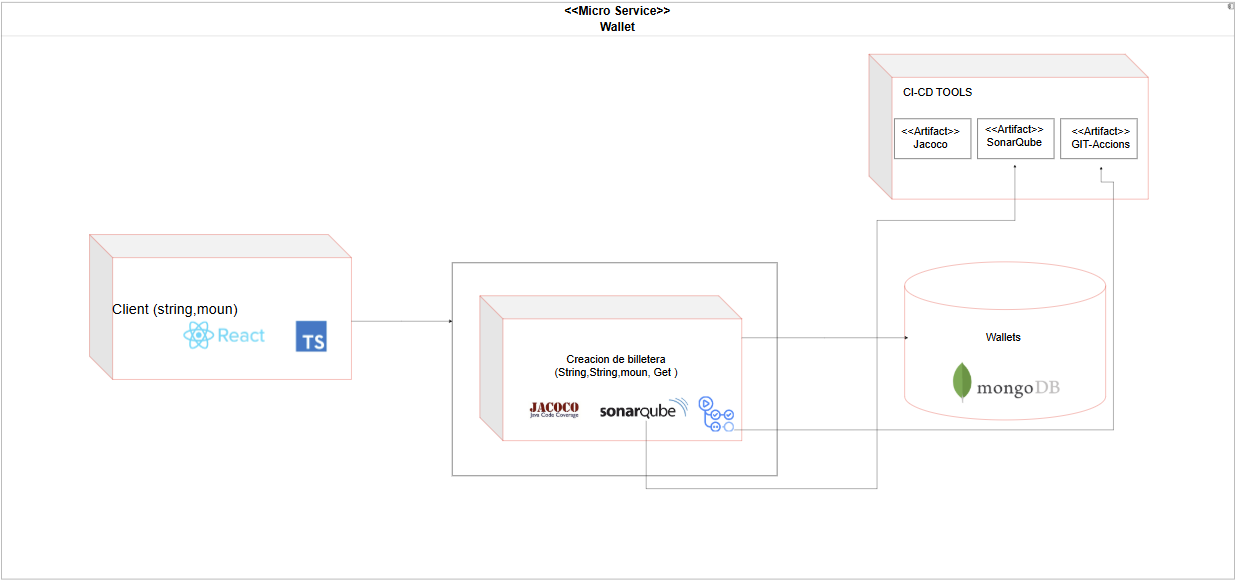 <<Micro Service>>
Wallet
CI-CD TOOLS
<<Artifact>>
Jacoco
<<Artifact>>
SonarQube
<<Artifact>>
GIT-Accions
Client (string,moun)
React
TS
Creacion de billetera
(String,String,moun, Get )
JACOCO
Java Code Coverage
sonarqube
Wallets
mongoDB